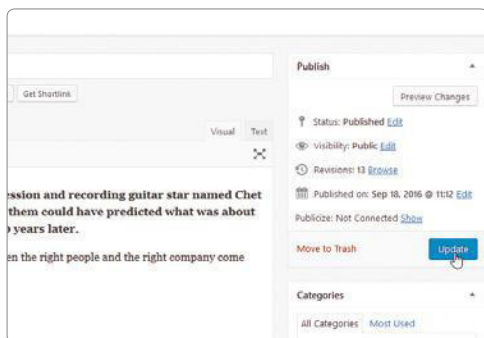 Get Shortlink
Visual Text
ession and recording guitar star named Chet
them could have predicted what was about
years later.
en the right people and the right company come
Publish
Preview Changes
Status: Published Edit
Visibility: Public Edit
Revisions: 13 Browse
Published on: Sep 18, 2016 @ 11:12 Edit
Publicize: Not Connected Show
Move to Trash
Update
Categories
All Categories Most Used